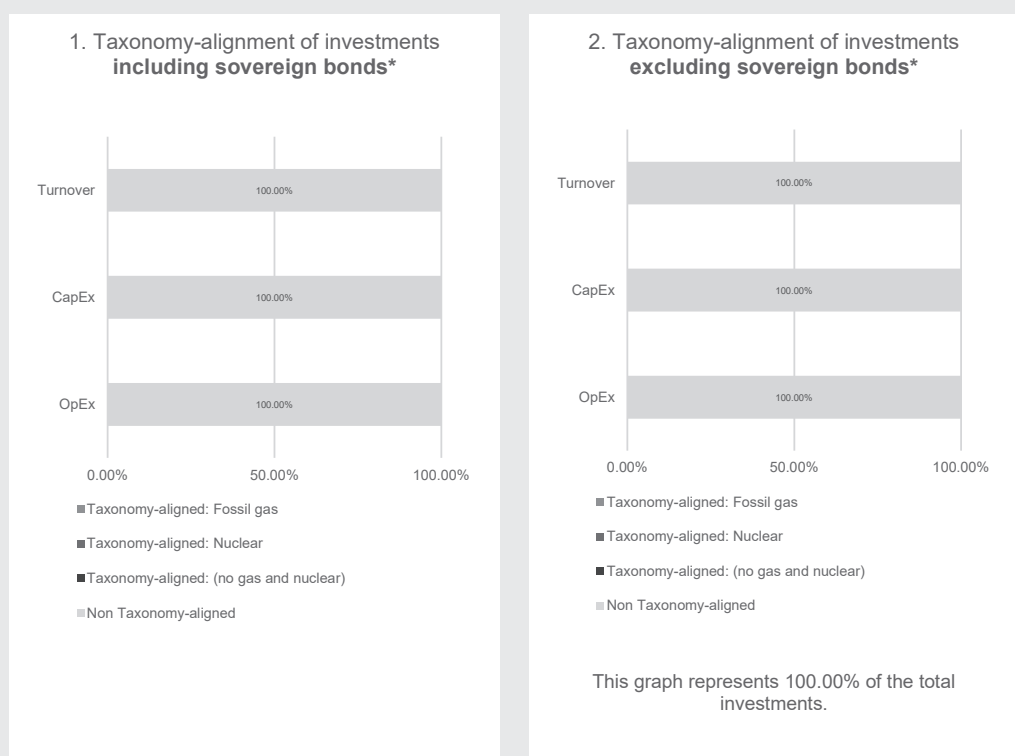 1. Taxonomy-alignment of investments
including sovereign bonds*
Turnover
100.00%
CapEx
100.00%
OpEx
100.00%
0.00%
50.00%
100.00%
Taxonomy-aligned: Fossil gas
Taxonomy-aligned: Nuclear
Taxonomy-aligned: (no gas and nuclear)
Non Taxonomy-aligned
2. Taxonomy-alignment of investments
excluding sovereign bonds*
Turnover
100.00%
CapEx
100.00%
OpEx
100.00%
0.00%
50.00%
100.00%
Taxonomy-aligned: Fossil gas
Taxonomy-aligned: Nuclear
Taxonomy-aligned: (no gas and nuclear)
Non Taxonomy-aligned
This graph represents 100.00% of the total
investments.